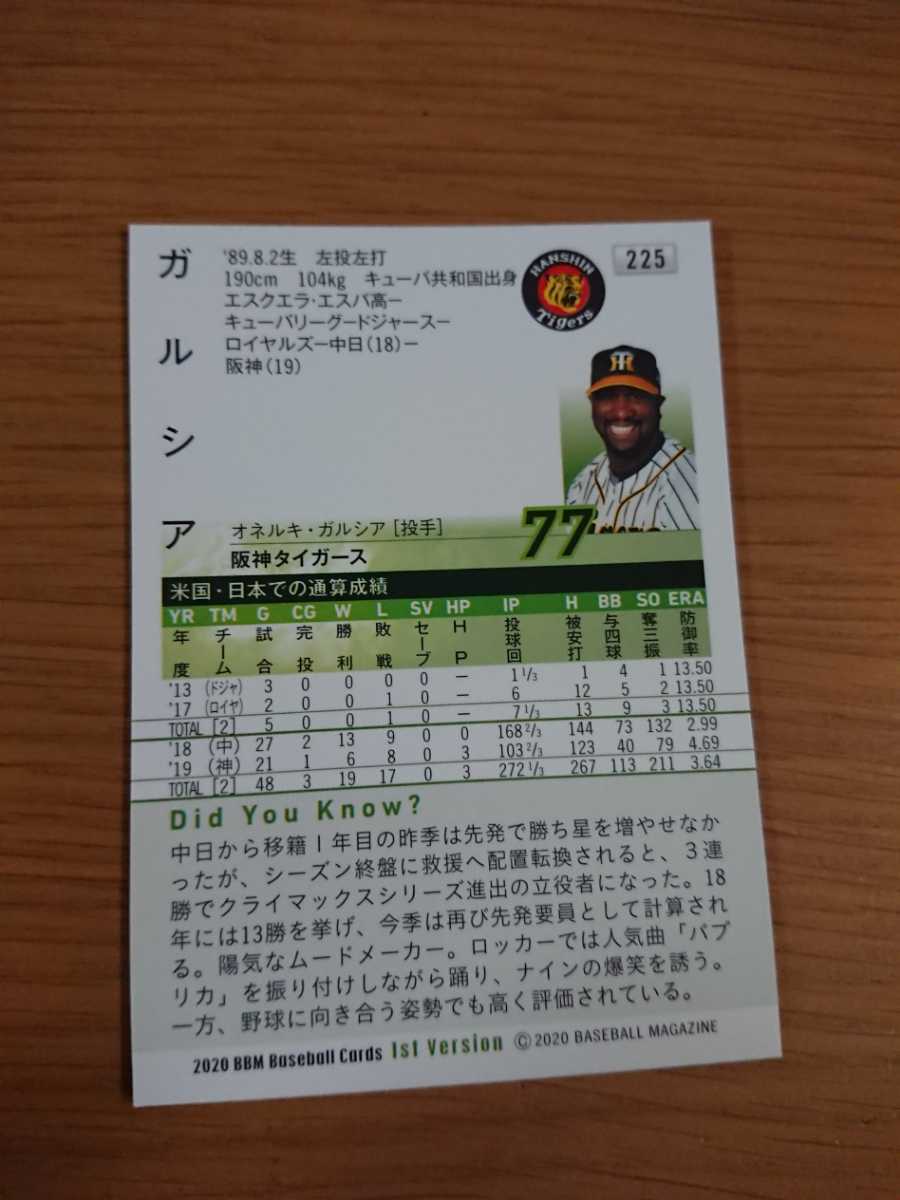 ガルシア
'89.8.2生 左投左打
190cm 104kg キューバ共和国出身
エスクエラ・エスパ高ー
キューバリーグードジャースー
ロイヤルズー中日(18)ー
阪神(19)
HANSHIN
Tigers
225
オネルキ・ガルシア [投手]
阪神タイガース
77
米国・日本での通算成績
YR TM G CG W L SV HP IP H BB SO ERA
年度 チーム 試合 完投 勝利 敗戦 セーブ HP 投球回 被安打 与四球 奪三振 防御率
'13 (ドジャ) 3 0 0 0 0 ー 1 1/3 1 4 1 13.50
'17 (ロイヤ) 2 0 0 1 0 ー 6 12 5 2 13.50
TOTAL [2] 5 0 0 1 0 ー 7 1/3 13 9 3 13.50
'18 (中) 27 2 13 9 0 0 168 2/3 144 73 132 2.99
'19 (神) 21 1 6 8 0 3 103 2/3 123 40 79 4.69
TOTAL [2] 48 3 19 17 0 3 272 1/3 267 113 211 3.64
Did You Know?
中日から移籍1年目の昨季は先発で勝ち星を増やせなか
ったが、シーズン終盤に救援へ配置転換されると、3連
勝でクライマックスシリーズ進出の立役者になった。18
年には13勝を挙げ、今季は再び先発要員として計算され
る。陽気なムードメーカー。ロッカーでは人気曲「パプ
リカ」を振り付けしながら踊り、ナインの爆笑を誘う。
一方、野球に向き合う姿勢でも高く評価されている。
2020 BBM Baseball Cards 1st Version ©2020 BASEBALL MAGAZINE